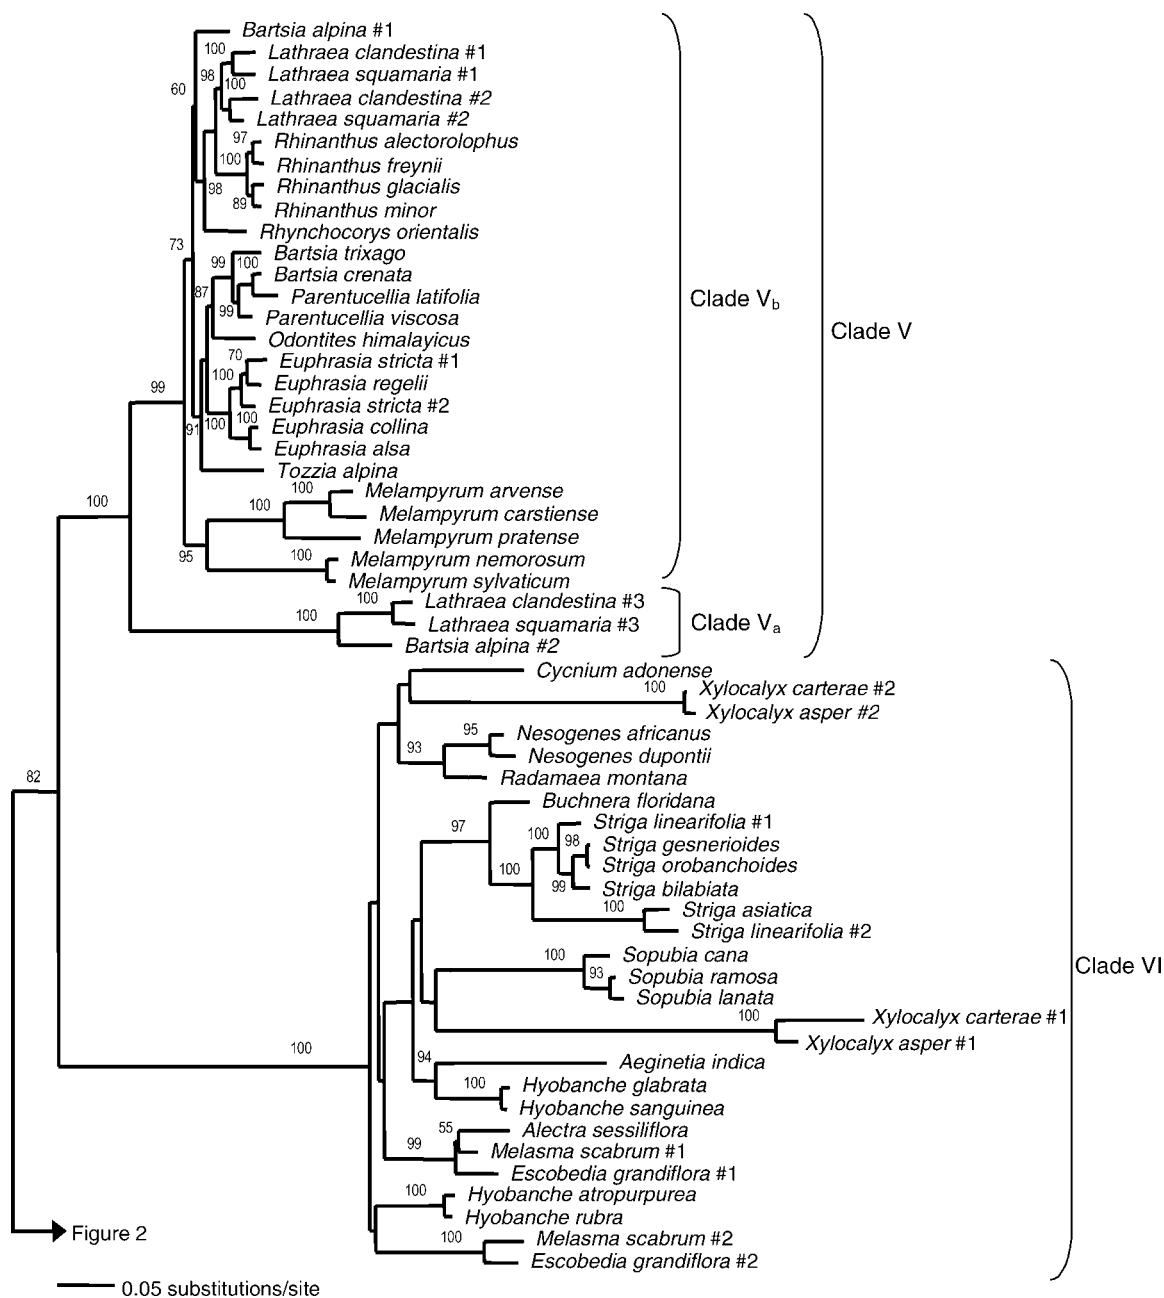 Bartsia alpina #1
100
Lathraea clandestina #1
98
Lathraea squamaria #1
100
60
Lathraea clandestina #2
Lathraea squamaria #2
97
Rhinanthus alectorolophus
100
Rhinanthus freynii
98
Rhinanthus glacialis
89
Rhinanthus minor
Rhynchocorys orientalis
73
Bartsia trixago
99
100
Bartsia crenata
87
Parentucellia latifolia
99
Parentucellia viscosa
Clade Vb
Clade V
Odontites himalayicus
70
Euphrasia stricta #1
100
Euphrasia regelii
99
Euphrasia stricta #2
91
100
100
Euphrasia collina
Euphrasia alsa
Tozzia alpina
100
Melampyrum arvense
100
100
Melampyrum carstiense
Melampyrum pratense
95
100
Melampyrum nemorosum
Melampyrum sylvaticum
100
Lathraea clandestina #3
100
Lathraea squamaria #3
Clade Va
Bartsia alpina #2
Cycnium adonense
100
Xylocalyx carterae #2
Xylocalyx asper #2
95
Nesogenes africanus
93
Nesogenes dupontii
82
Radamaea montana
Buchnera floridana
97
100
Striga linearifolia #1
98
Striga gesnerioides
100
Striga orobanchoides
99
Striga bilabiata
100
Striga asiatica
Striga linearifolia #2
100
Sopubia cana
Clade VI
93
Sopubia ramosa
Sopubia lanata
100
Xylocalyx carterae #1
Xylocalyx asper #1
100
94
Aeginetia indica
100
Hyobanche glabrata
Hyobanche sanguinea
55
Alectra sessiliflora
99
Melasma scabrum #1
Escobedia grandiflora #1
100
Hyobanche atropurpurea
Hyobanche rubra
Figure 2
100
Melasma scabrum #2
Escobedia grandiflora #2
0.05 substitutions/site